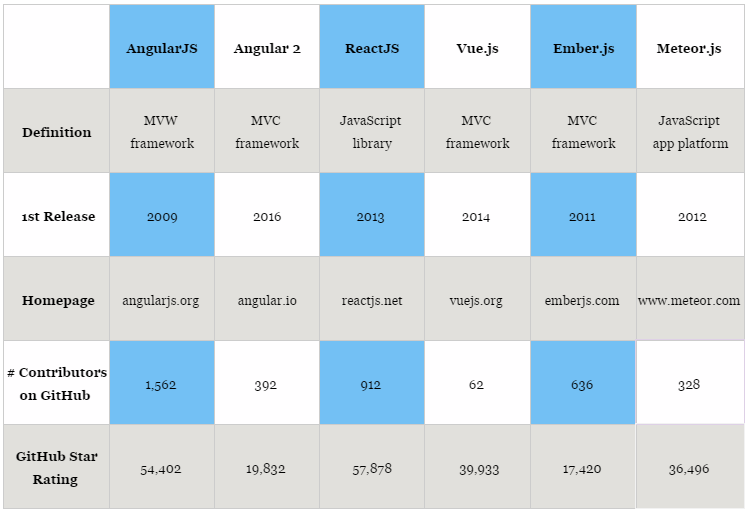 AngularJS Angular 2 ReactJS Vue.js Ember.js Meteor.js
Definition MVW framework MVC framework JavaScript library MVC framework MVC framework JavaScript app platform
1st Release 2009 2016 2013 2014 2011 2012
Homepage angularjs.org angular.io reactjs.net vuejs.org emberjs.com www.meteor.com
# Contributors on GitHub 1,562 392 912 62 636 328
GitHub Star Rating 54,402 19,832 57,878 39,933 17,420 36,496